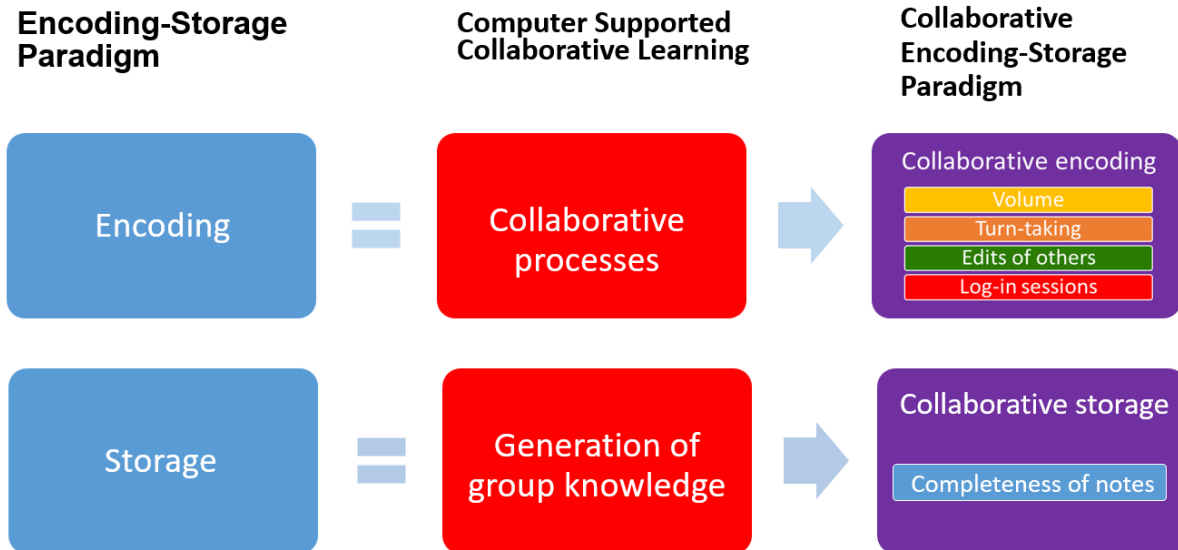 Encoding-Storage
Paradigm
Computer Supported
Collaborative Learning
Collaborative
Encoding-Storage
Paradigm
Encoding
Collaborative
processes
Collaborative encoding
Volume
Turn-taking
Edits of others
Log-in sessions
Storage
Generation of
group knowledge
Collaborative storage
Completeness of notes